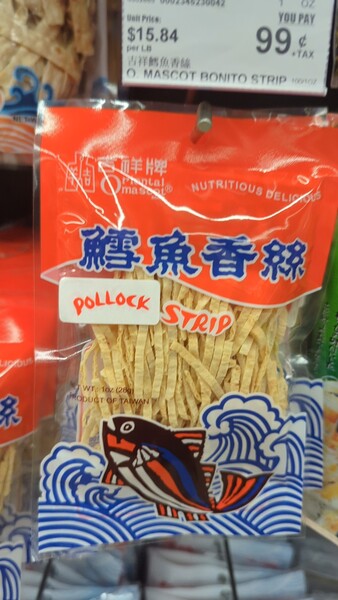 1
OZ
Unit Price:
YOU PAY
$15.84
per LB
99 ¢
+TAX
吉祥鱈魚香絲
O. MASCOT BONITO STRIP
吉祥牌
Oriental
mascot®
NUTRITIOUS DELICIOUS
鱈魚香絲
POLLOCK STRIP
T WT. 1oz (28g)
PRODUCT OF TAIWAN
DELICIOUS
絲